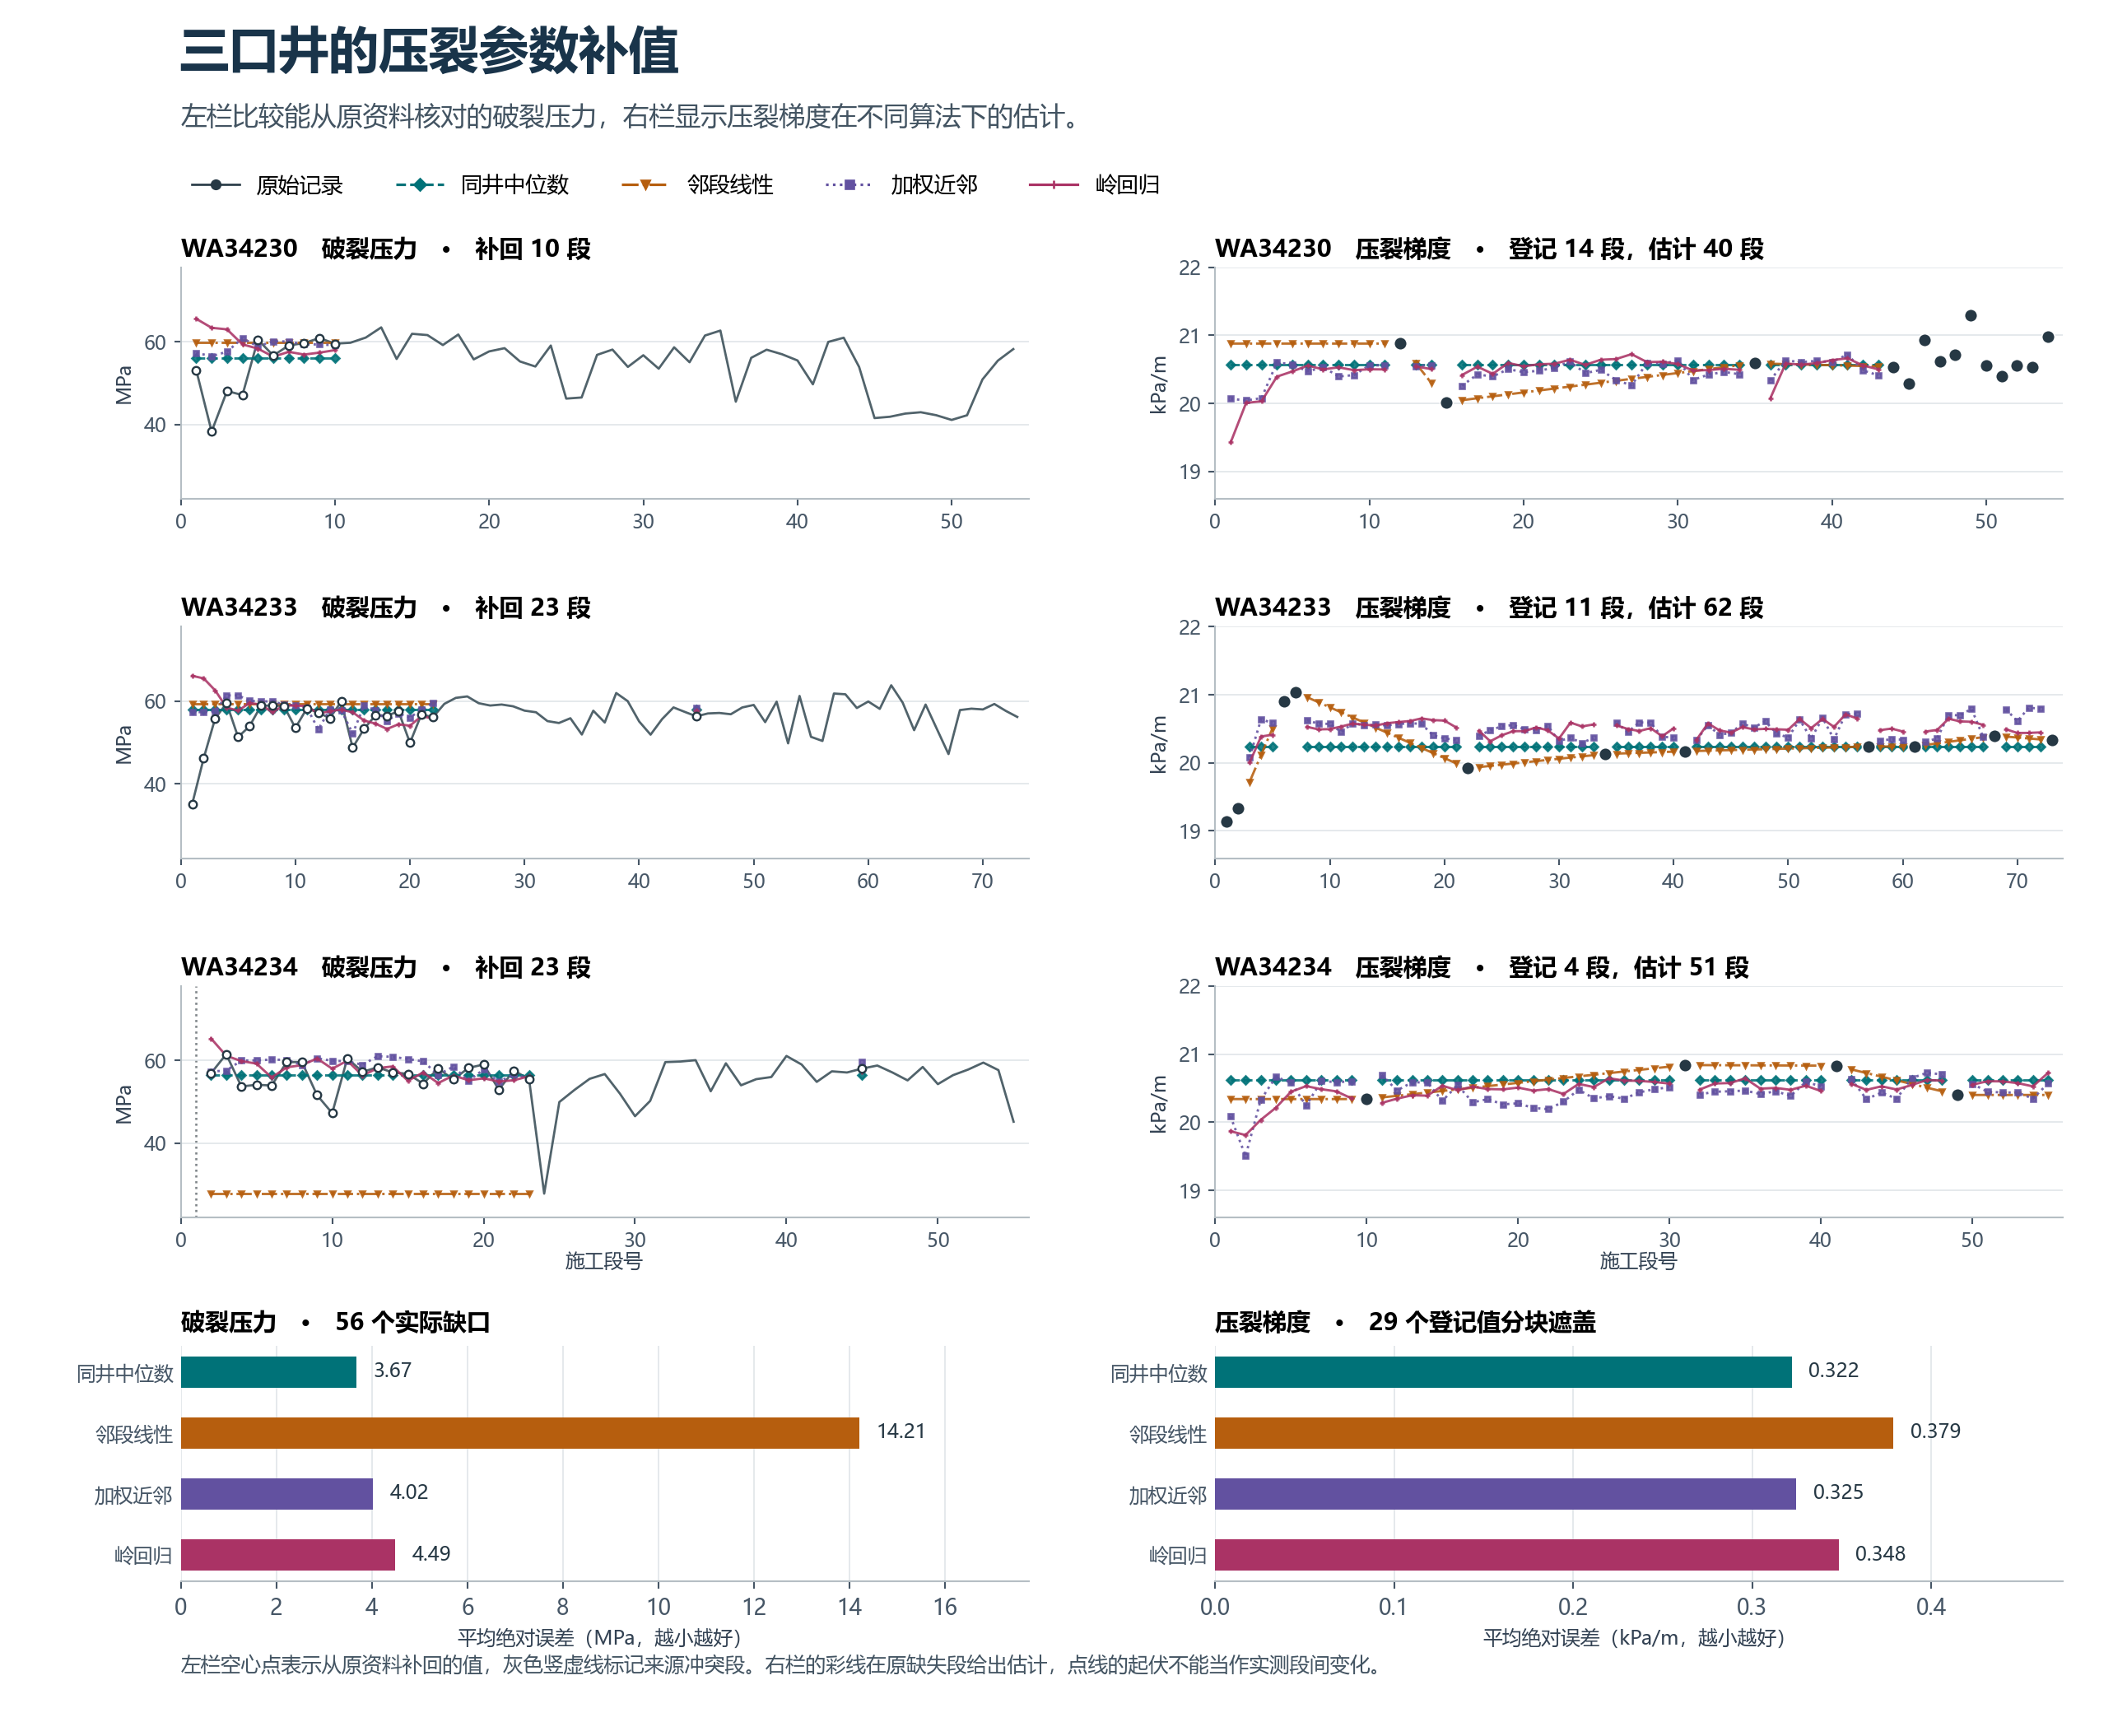 三口井的压裂参数补值
左栏比较能从原资料核对的破裂压力，右栏显示压裂梯度在不同算法下的估计。
原始记录 同井中位数 邻段线性 加权近邻 岭回归
WA34230 破裂压力 • 补回 10 段
60
40
MPa
0 10 20 30 40 50
WA34230 压裂梯度 • 登记 14 段，估计 40 段
22
21
20
19
kPa/m
0 10 20 30 40 50
WA34233 破裂压力 • 补回 23 段
60
40
MPa
0 10 20 30 40 50 60 70
WA34233 压裂梯度 • 登记 11 段，估计 62 段
22
21
20
19
kPa/m
0 10 20 30 40 50 60 70
WA34234 破裂压力 • 补回 23 段
60
40
MPa
0 10 20 30 40 50
施工段号
WA34234 压裂梯度 • 登记 4 段，估计 51 段
22
21
20
19
kPa/m
0 10 20 30 40 50
施工段号
破裂压力 • 56 个实际缺口
同井中位数 3.67
邻段线性 14.21
加权近邻 4.02
岭回归 4.49
0 2 4 6 8 10 12 14 16
平均绝对误差（MPa，越小越好）
压裂梯度 • 29 个登记值分块遮盖
同井中位数 0.322
邻段线性 0.379
加权近邻 0.325
岭回归 0.348
0.0 0.1 0.2 0.3 0.4
平均绝对误差（kPa/m，越小越好）
左栏空心点表示从原资料补回的值，灰色竖虚线标记来源冲突段。右栏的彩线在原缺失段给出估计，点线的起伏不能当作实测段间变化。